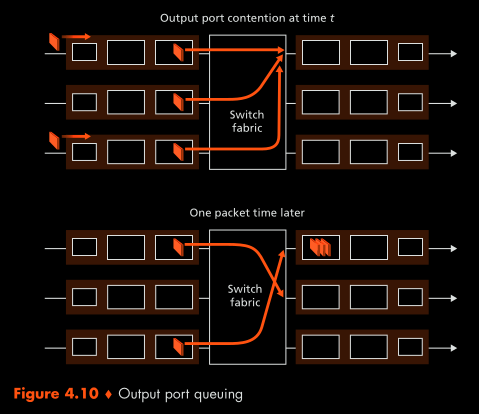 Output port contention at time t
Switch
fabric
One packet time later
Switch
fabric
Figure 4.10 ♦ Output port queuing